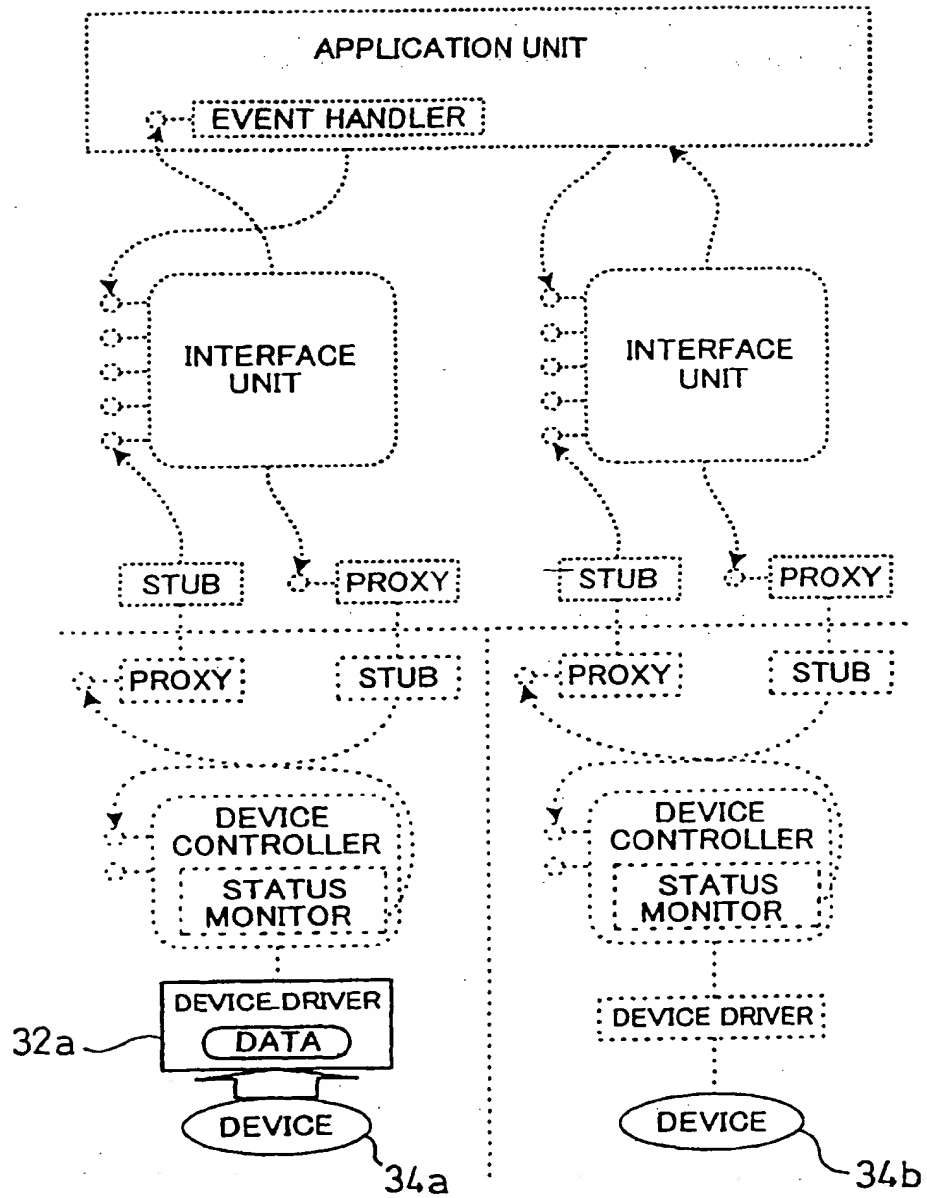 APPLICATION UNIT
EVENT HANDLER
INTERFACE
UNIT
INTERFACE
UNIT
STUB
PROXY
STUB
PROXY
PROXY
STUB
PROXY
STUB
DEVICE
CONTROLLER
STATUS
MONITOR
DEVICE
CONTROLLER
STATUS
MONITOR
DEVICE DRIVER
DATA
32a
DEVICE DRIVER
DEVICE
34a
DEVICE
34b